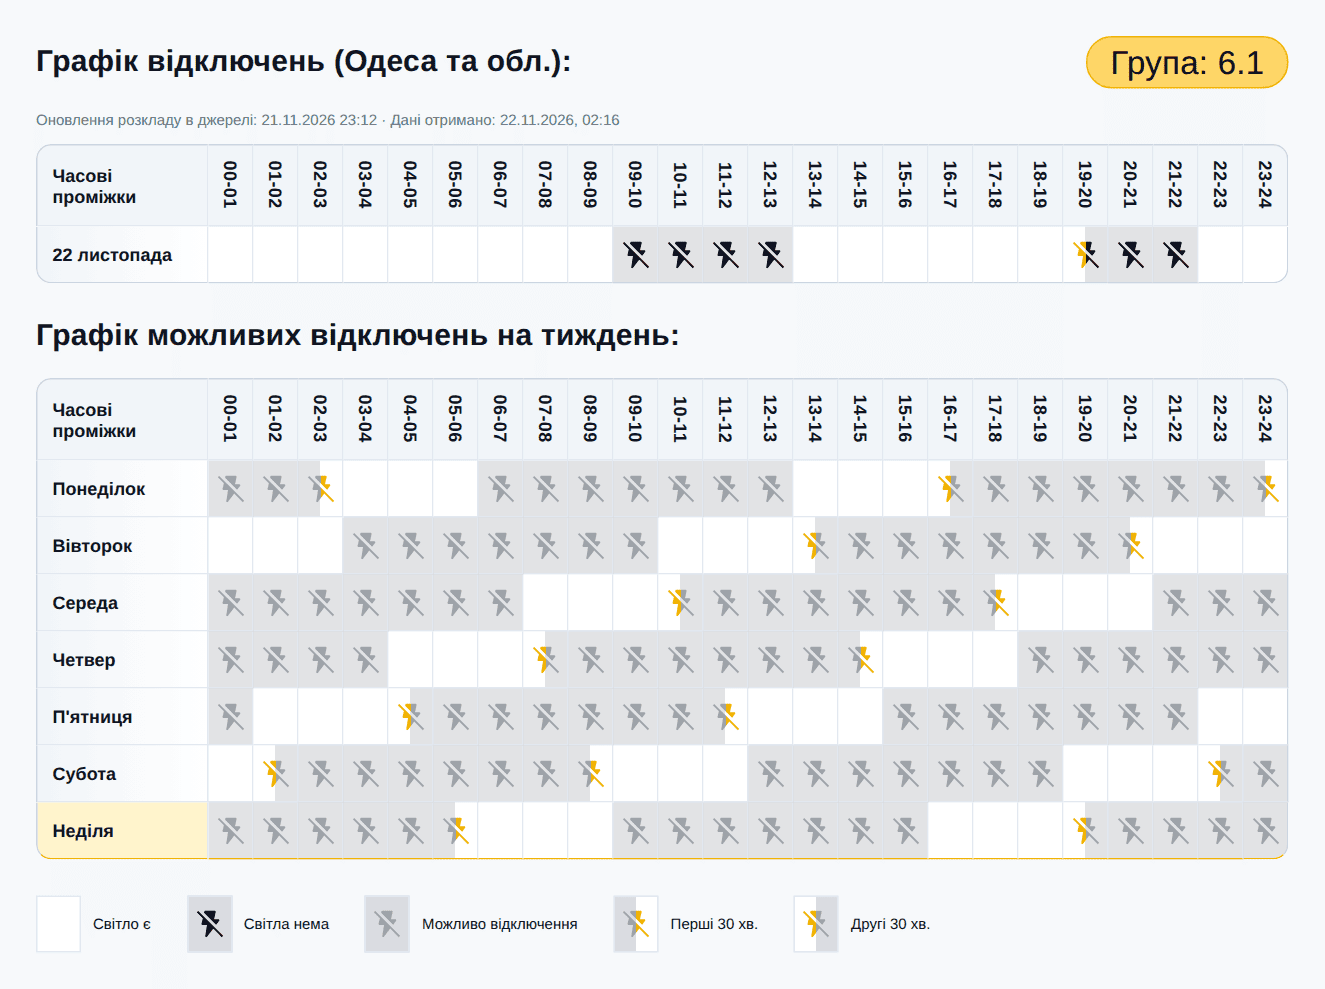 Графік відключень (Одеса та обл.):
Група: 6.1
Оновлення розкладу в джерелі: 21.11.2026 23:12 · Дані отримано: 22.11.2026, 02:16
Часові проміжки 00-01 01-02 02-03 03-04 04-05 05-06 06-07 07-08 08-09 09-10 10-11 11-12 12-13 13-14 14-15 15-16 16-17 17-18 18-19 19-20 20-21 21-22 22-23 23-24
22 листопада
Графік можливих відключень на тиждень:
Часові проміжки 00-01 01-02 02-03 03-04 04-05 05-06 06-07 07-08 08-09 09-10 10-11 11-12 12-13 13-14 14-15 15-16 16-17 17-18 18-19 19-20 20-21 21-22 22-23 23-24
Понеділок
Вівторок
Середа
Четвер
П'ятниця
Субота
Неділя
Світло є Світла нема Можливо відключення Перші 30 хв. Другі 30 хв.